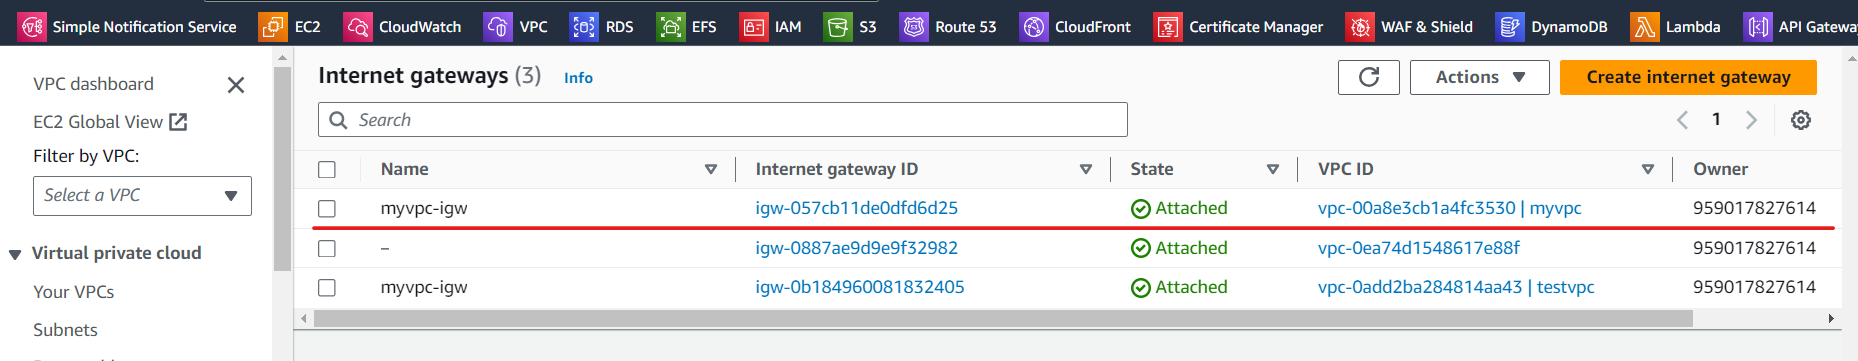 Simple Notification Service EC2 CloudWatch VPC RDS EFS IAM S3 Route 53 CloudFront Certificate Manager WAF & Shield DynamoDB Lambda API Gateway
VPC dashboard
EC2 Global View
Filter by VPC:
Select a VPC
Virtual private cloud
Your VPCs
Subnets
Internet gateways (3) Info
Actions
Create internet gateway
Search
1
Name Internet gateway ID State VPC ID Owner
myvpc-igw igw-057cb11de0dfd6d25 Attached vpc-00a8e3cb1a4fc3530 | myvpc 959017827614
– igw-0887ae9d9e9f32982 Attached vpc-0ea74d1548617e88f 959017827614
myvpc-igw igw-0b184960081832405 Attached vpc-0add2ba284814aa43 | testvpc 959017827614